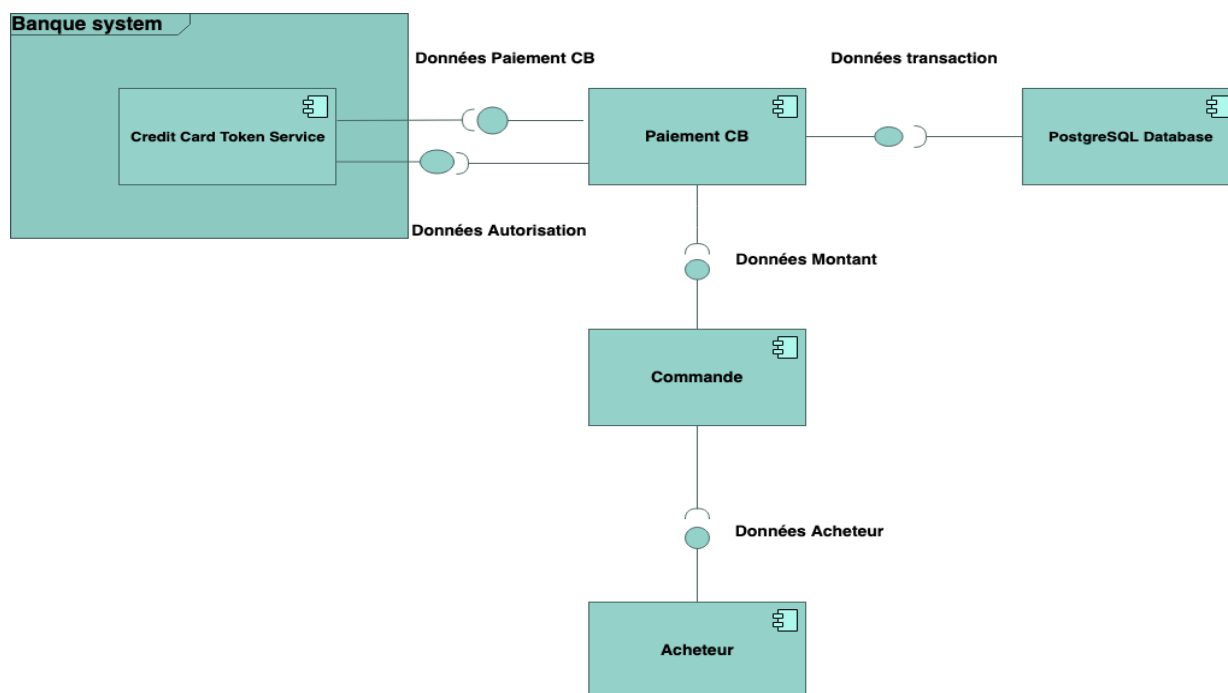 Banque system
Données Paiement CB
Données transaction
Credit Card Token Service
Paiement CB
PostgreSQL Database
Données Autorisation
Données Montant
Commande
Données Acheteur
Acheteur